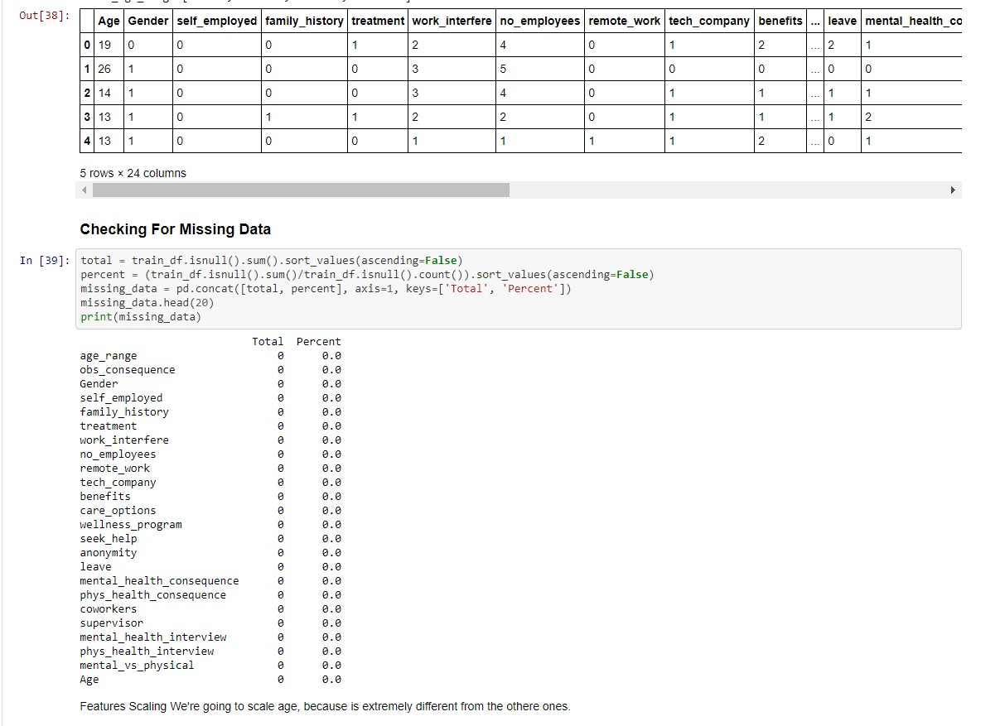 Out[38]:
Age Gender self_employed family_history treatment work_interfere no_employees remote_work tech_company benefits ... leave mental_health_co
0 19 0 0 0 1 2 4 0 1 2 ... 2 1
1 26 1 0 0 0 3 5 0 0 0 ... 0 0
2 14 1 0 0 0 3 4 0 1 1 ... 1 1
3 13 1 0 1 1 2 2 0 1 1 ... 1 2
4 13 1 0 0 0 1 1 1 1 2 ... 0 1
5 rows × 24 columns
Checking For Missing Data
In [39]:
total = train_df.isnull().sum().sort_values(ascending=False)
percent = (train_df.isnull().sum()/train_df.isnull().count()).sort_values(ascending=False)
missing_data = pd.concat([total, percent], axis=1, keys=['Total', 'Percent'])
missing_data.head(20)
print(missing_data)
Total Percent
age_range 0 0.0
obs_consequence 0 0.0
Gender 0 0.0
self_employed 0 0.0
family_history 0 0.0
treatment 0 0.0
work_interfere 0 0.0
no_employees 0 0.0
remote_work 0 0.0
tech_company 0 0.0
benefits 0 0.0
care_options 0 0.0
wellness_program 0 0.0
seek_help 0 0.0
anonymity 0 0.0
leave 0 0.0
mental_health_consequence 0 0.0
phys_health_consequence 0 0.0
coworkers 0 0.0
supervisor 0 0.0
mental_health_interview 0 0.0
phys_health_interview 0 0.0
mental_vs_physical 0 0.0
Age 0 0.0
Features Scaling We're going to scale age, because is extremely different from the othere ones.